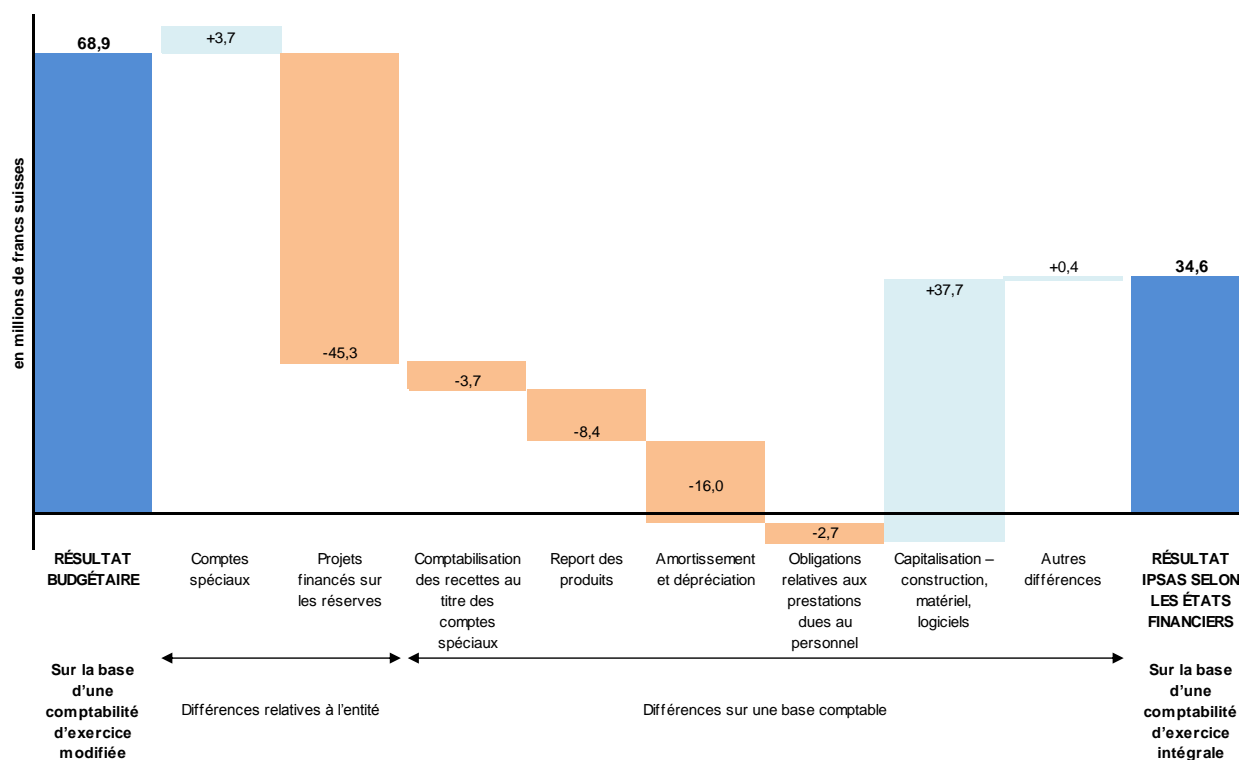 en millions de francs suisses
68,9
+3,7
-45,3
-3,7
-8,4
-16,0
-2,7
+37,7
+0,4
34,6
RÉSULTAT
BUDGÉTAIRE
Comptes
spéciaux
Projets
financés sur
les réserves
Comptabilisation
des recettes au
titre des
comptes
spéciaux
Report des
produits
Amortissement
et dépréciation
Obligations
relatives aux
prestations
dues au
personnel
Capitalisation –
construction,
matériel,
logiciels
Autres
différences
RÉSULTAT
IPSAS SELON
LES ÉTATS
FINANCIERS
Sur la base
d'une
comptabilité
d'exercice
modifiée
Différences relatives à l'entité
Différences sur une base comptable
Sur la base
d'une
comptabilité
d'exercice
intégrale